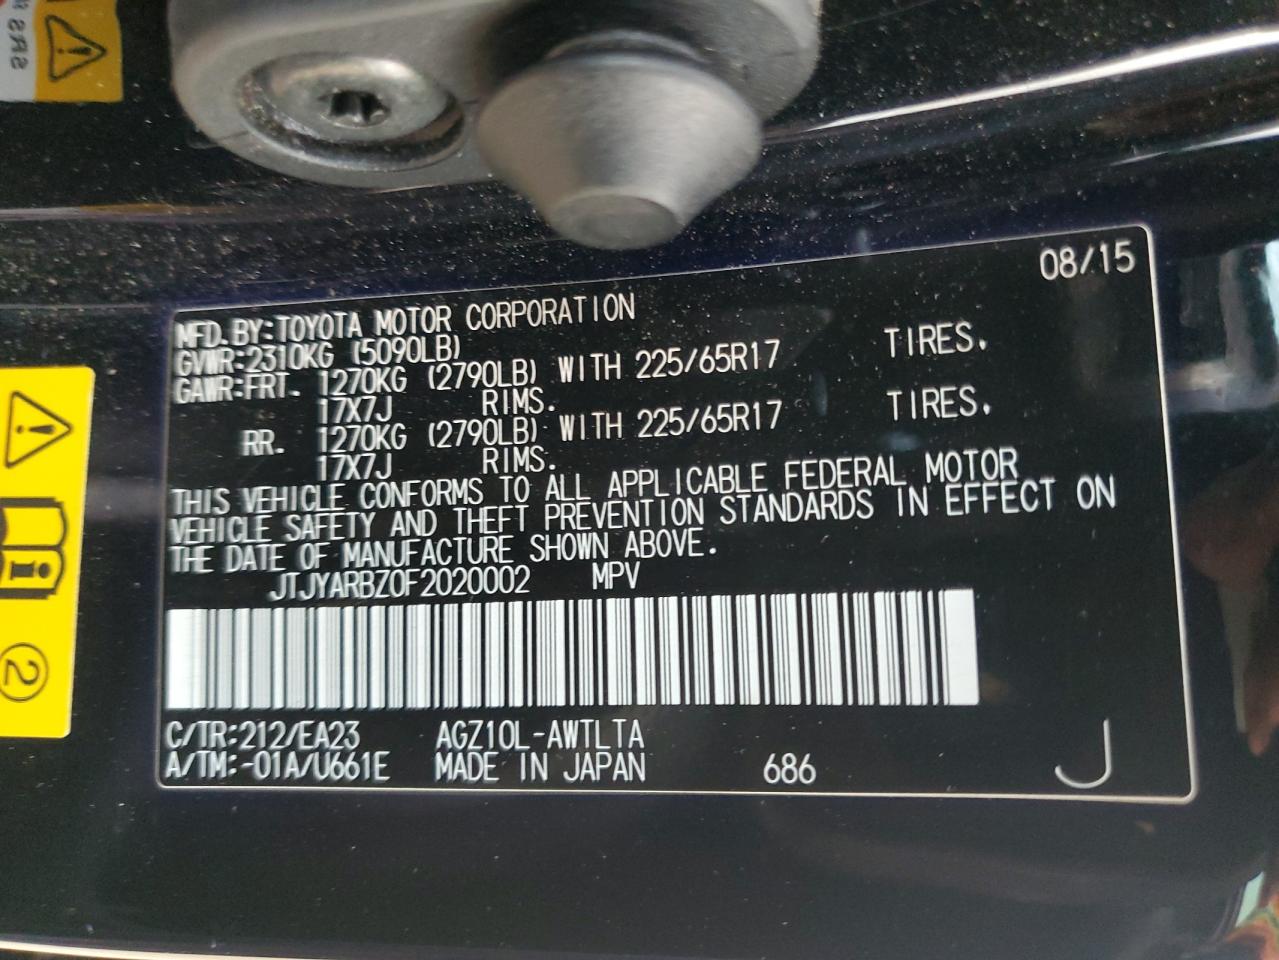 SRS
08/15
MFD.BY:TOYOTA MOTOR CORPORATION
GVWR:2310KG (5090LB)
GAWR:FRT. 1270KG (2790LB) WITH 225/65R17 TIRES.
17X7J RIMS.
RR. 1270KG (2790LB) WITH 225/65R17 TIRES.
17X7J RIMS.
THIS VEHICLE CONFORMS TO ALL APPLICABLE FEDERAL MOTOR
VEHICLE SAFETY AND THEFT PREVENTION STANDARDS IN EFFECT ON
THE DATE OF MANUFACTURE SHOWN ABOVE.
JTJYARBZ0F2020002 MPV
C/TR:212/EA23 AGZ10L-AWTLTA
A/TM:-01A/U661E MADE IN JAPAN 686 J
2